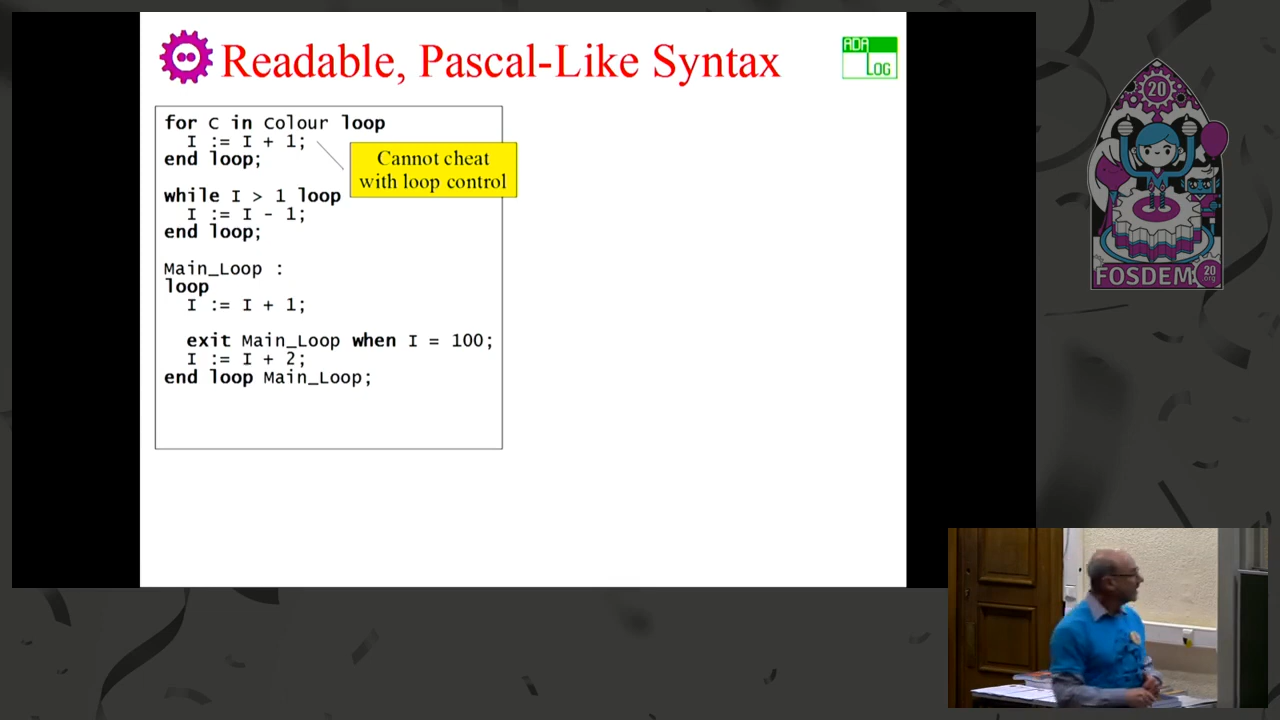 Readable, Pascal-Like Syntax
ADA
LOG
for C in Colour loop
I := I + 1;
end loop;
Cannot cheat
with loop control
while I > 1 loop
I := I - 1;
end loop;
Main_Loop :
loop
I := I + 1;
exit Main_Loop when I = 100;
I := I + 2;
end loop Main_Loop;
20
FOSDEM
20
.org